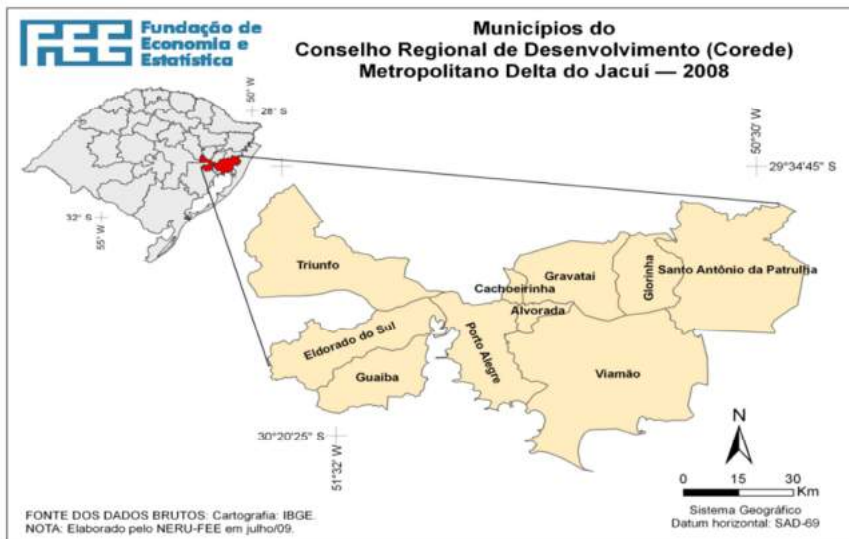 FEE
Fundação de
Economia e
Estatística
Municípios do
Conselho Regional de Desenvolvimento (Corede)
Metropolitano Delta do Jacuí — 2008
50° W
28° S
32° S
55° W
50°30' W
29°34'45" S
Triunfo
Cachoeirinha
Gravataí
Glorinha
Santo Antônio da Patrulha
Alvorada
Eldorado do Sul
Porto Alegre
Guaíba
Viamão
30°20'25" S
51°32' W
N
0 15 30
Km
Sistema Geográfico
Datum horizontal: SAD-69
FONTE DOS DADOS BRUTOS: Cartografia: IBGE.
NOTA: Elaborado pelo NERU-FEE em julho/09.